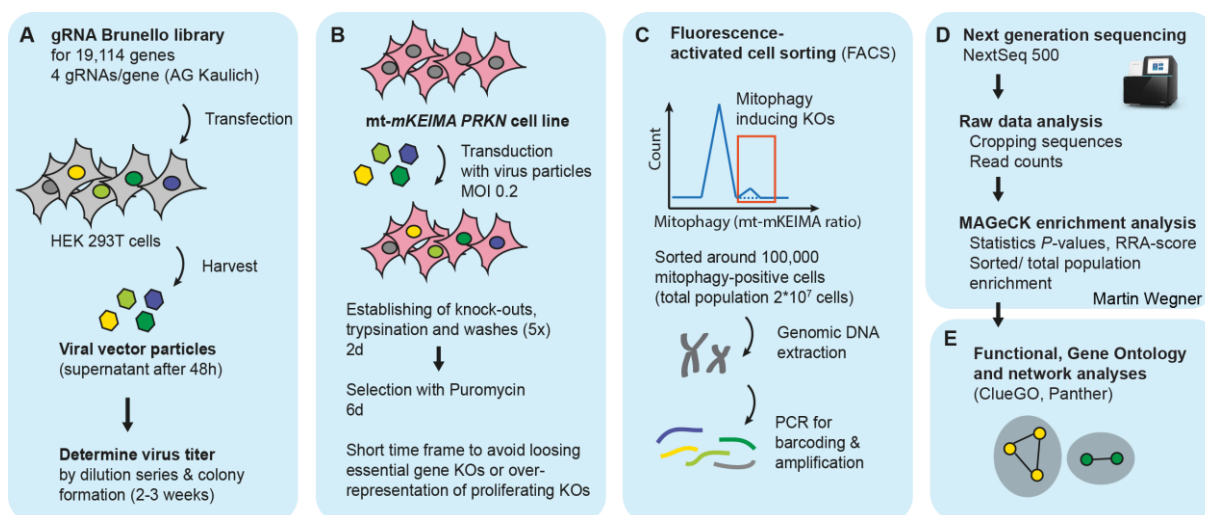 A gRNA Brunello library
for 19,114 genes
4 gRNAs/gene (AG Kaulich)
Transfection
HEK 293T cells
Harvest
Viral vector particles
(supernatant after 48h)
Determine virus titer
by dilution series & colony
formation (2-3 weeks)
B
mt-mKEIMA PRKN cell line
Transduction
with virus particles
MOI 0.2
Establishing of knock-outs,
trypsination and washes (5x)
2d
Selection with Puromycin
6d
Short time frame to avoid loosing
essential gene KOs or over-
representation of proliferating KOs
C Fluorescence-
activated cell sorting (FACS)
Mitophagy
inducing KOs
Count
Mitophagy (mt-mKEIMA ratio)
Sorted around 100,000
mitophagy-positive cells
(total population 2*10⁷ cells)
Genomic DNA
extraction
PCR for
barcoding &
amplification
D Next generation sequencing
NextSeq 500
Raw data analysis
Cropping sequences
Read counts
MAGeCK enrichment analysis
Statistics P-values, RRA-score
Sorted/ total population
enrichment
Martin Wegner
E Functional, Gene Ontology
and network analyses
(ClueGO, Panther)